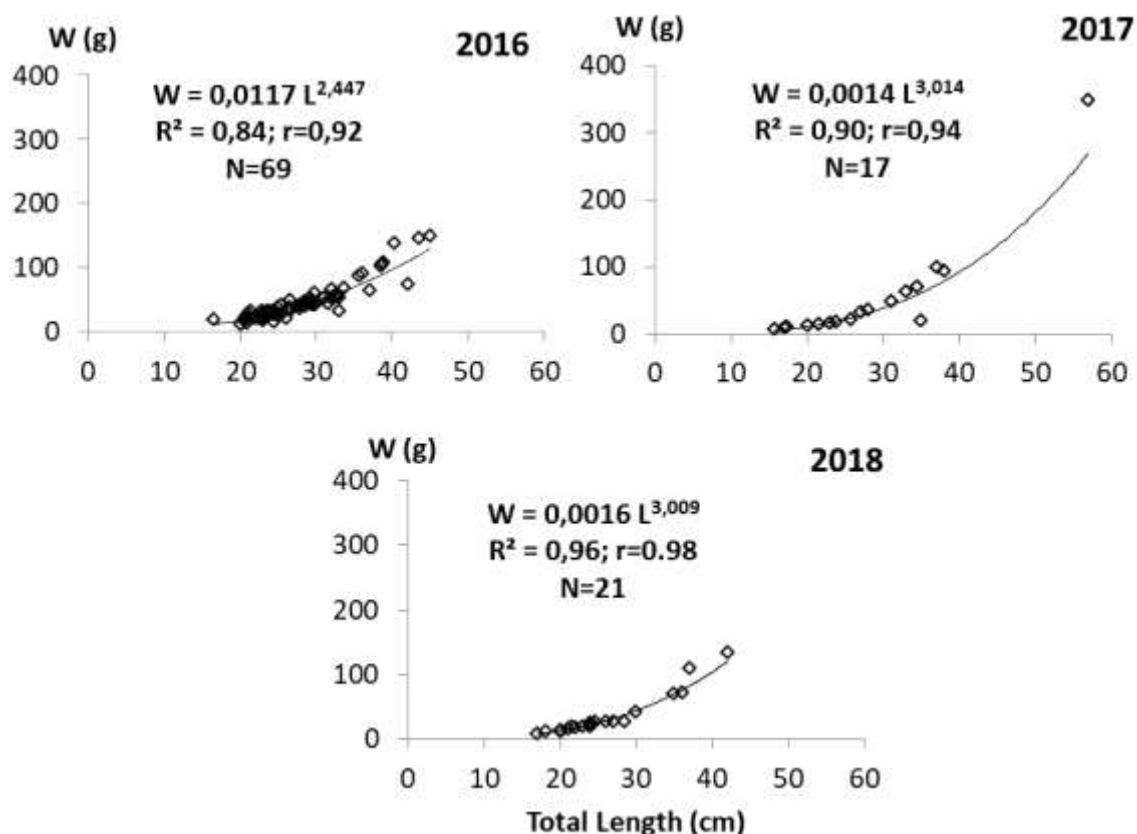 W (g)
2016
W = 0,0117 L^2,447
R² = 0,84; r=0,92
N=69
400
300
200
100
0
0 10 20 30 40 50 60
W (g)
2017
W = 0,0014 L^3,014
R² = 0,90; r=0,94
N=17
400
300
200
100
0
0 10 20 30 40 50 60
W (g)
2018
W = 0,0016 L^3,009
R² = 0,96; r=0.98
N=21
400
300
200
100
0
0 10 20 30 40 50 60
Total Length (cm)